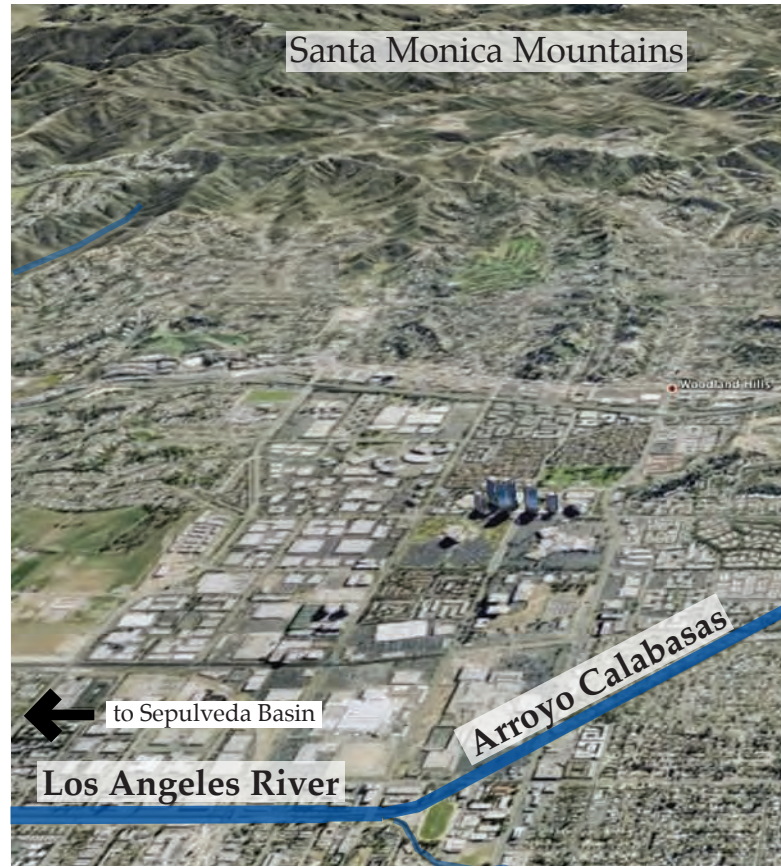 Santa Monica Mountains
Woodland Hills
to Sepulveda Basin
Arroyo Calabasas
Los Angeles River